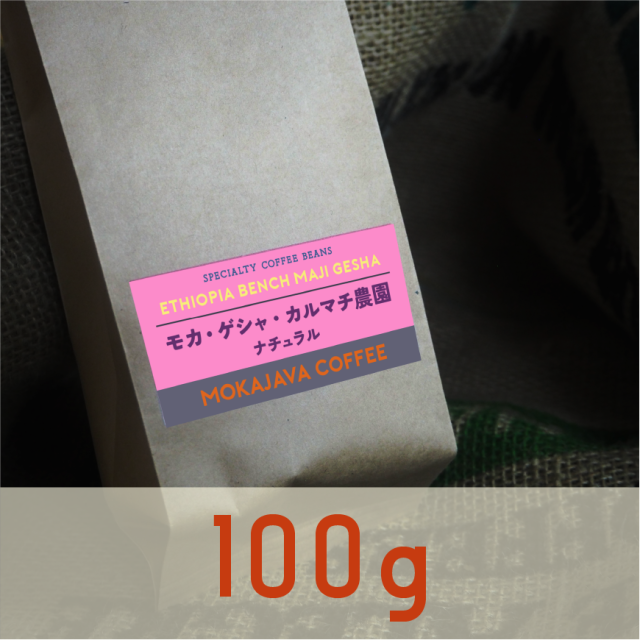 SPECIALTY COFFEE BEANS
ETHIOPIA BENCH MAJI GESHA
モカ・ゲシャ・カルマチ農園
ナチュラル
MOKAJAVA COFFEE
100g